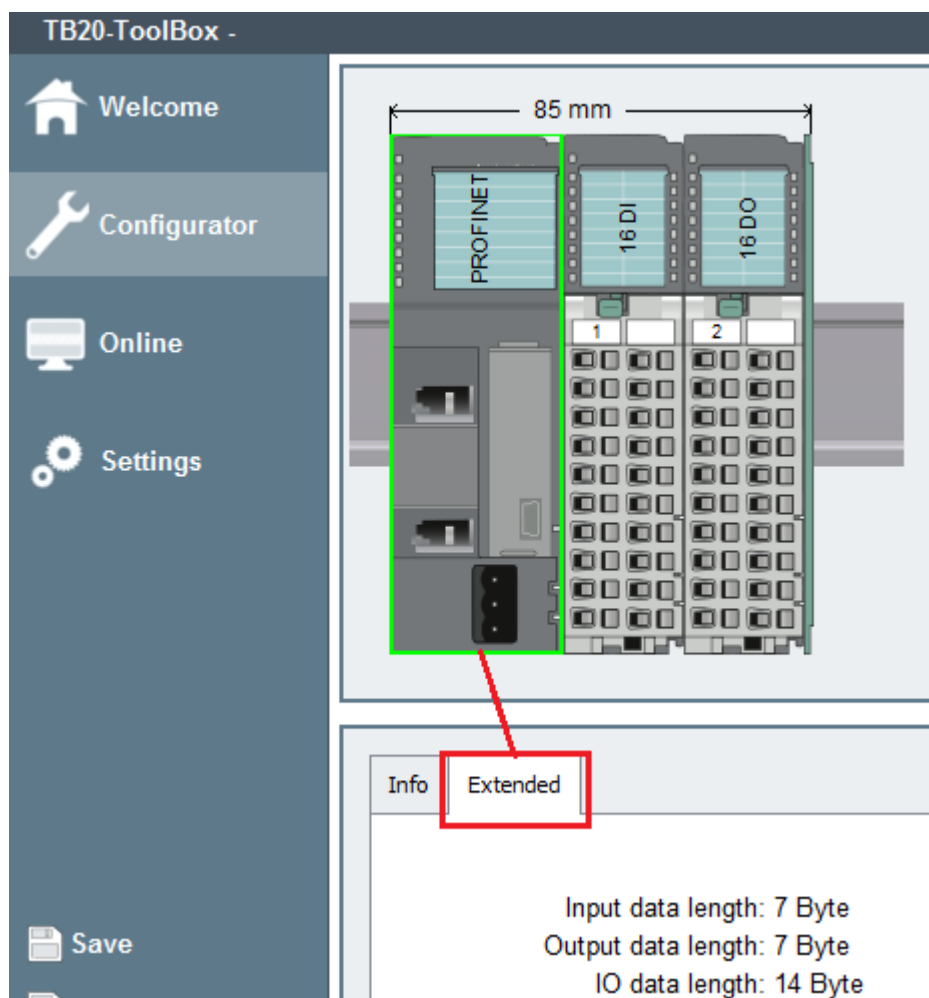 TB20-ToolBox -
Welcome
Configurator
Online
Settings
Save
85 mm
PROFINET
16 DI
16 DO
1
2
Info
Extended
Input data length: 7 Byte
Output data length: 7 Byte
IO data length: 14 Byte